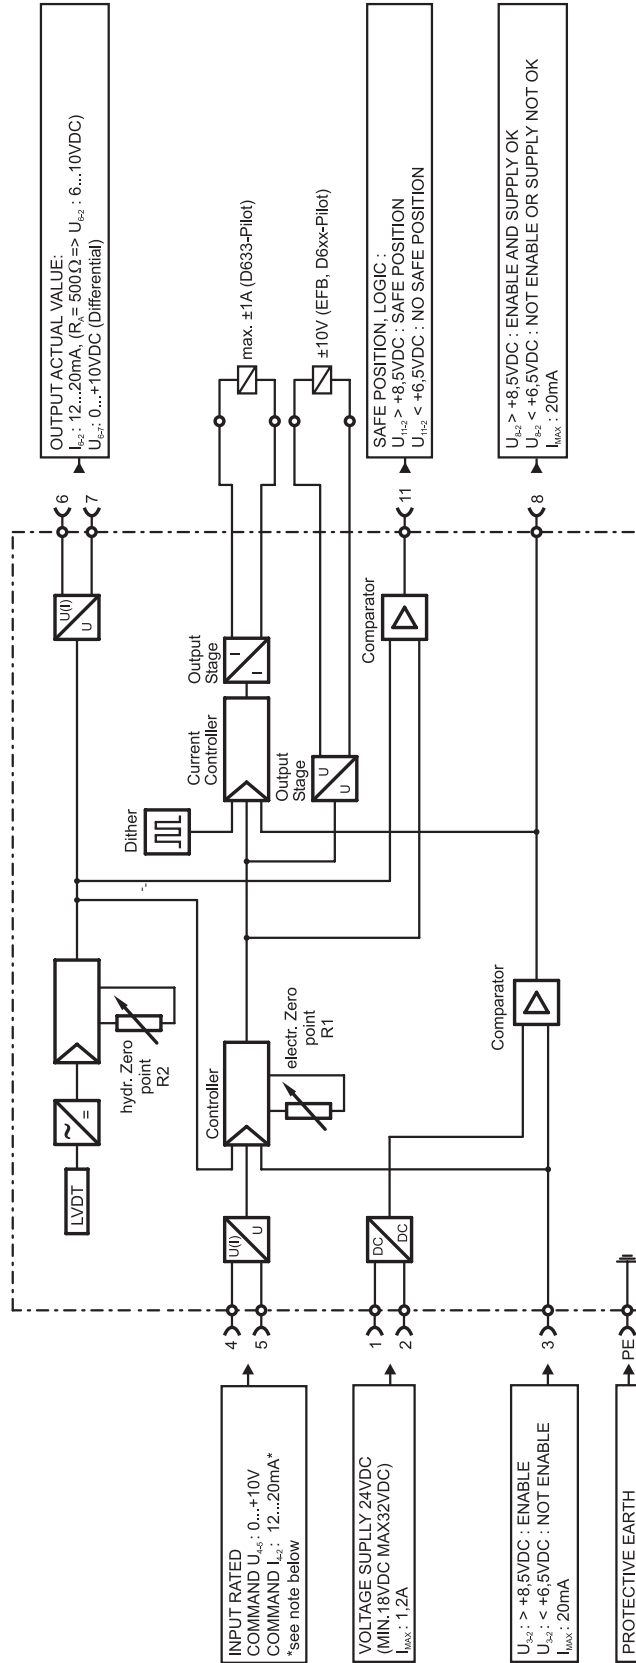 OUTPUT ACTUAL VALUE:
I6-2 : 12...20mA, (RA= 500Ω => U6-2 : 6...10VDC)
U6-7: 0...+10VDC (Differential)
6
7
U(I)
U
LVDT
~
=
hydr. Zero
point
R2
max. ±1A (D633-Pilot)
±10V (EFB, D6xx-Pilot)
Output
Stage
I
I
Current
Controller
Dither
Output
Stage
U
U
Controller
electr. Zero
point
R1
U(I)
U
4
5
INPUT RATED
COMMAND U4-5 : 0...+10V
COMMAND I4-2 : 12...20mA*
*see note below
SAFE POSITION, LOGIC :
U11-2 > +8,5VDC : SAFE POSITION
U11-2 < +6,5VDC : NO SAFE POSITION
11
Comparator
DC
DC
1
2
VOLTAGE SUPLLY 24VDC
(MIN.18VDC MAX32VDC)
IMAX : 1,2A
U8-2 > +8,5VDC : ENABLE AND SUPPLY OK
U8-2 < +6,5VDC : NOT ENABLE OR SUPPLY NOT OK
IMAX : 20mA
8
Comparator
3
U3-2 : > +8,5VDC : ENABLE
U3-2 : < +6,5VDC : NOT ENABLE
IMAX : 20mA
PE
PROTECTIVE EARTH